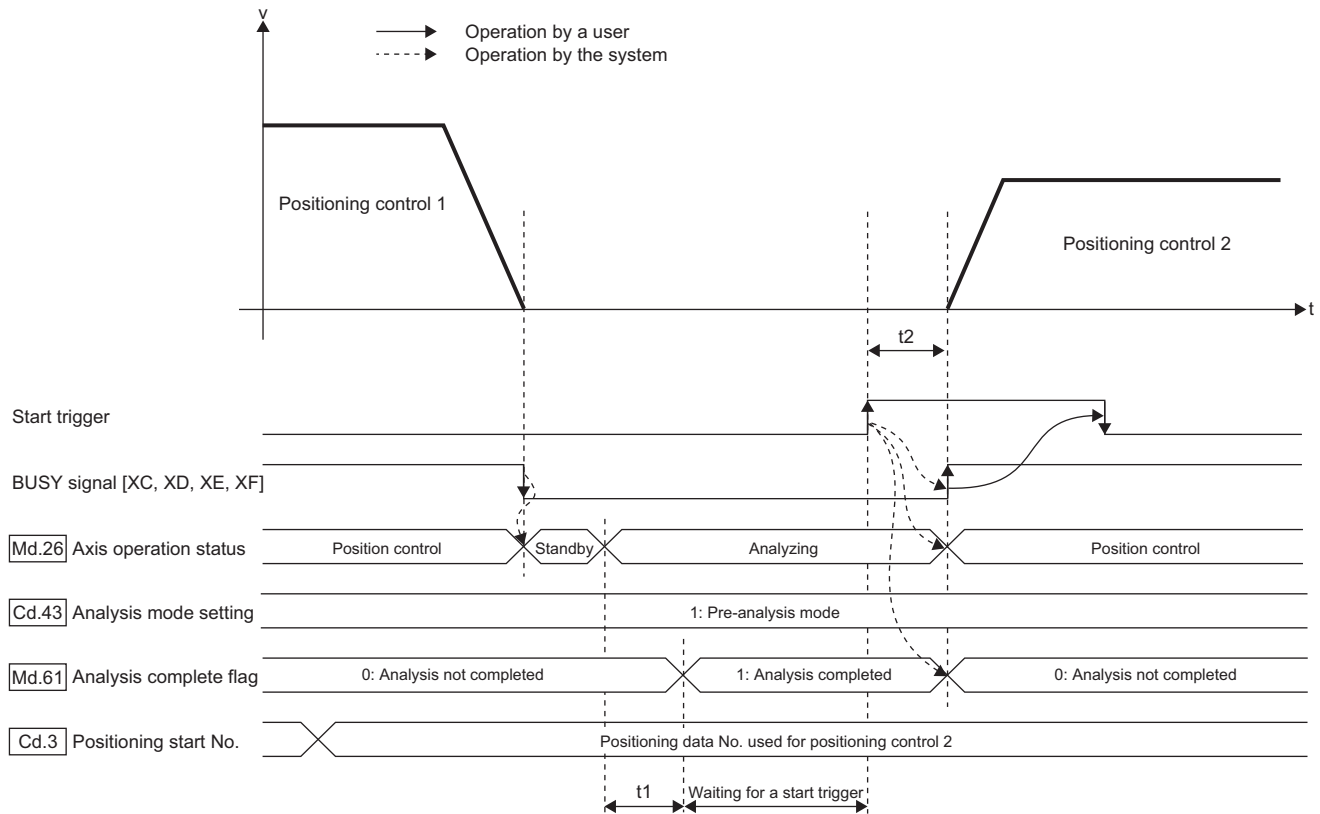 v
Operation by a user
Operation by the system
Positioning control 1
Positioning control 2
t
t2
Start trigger
BUSY signal [XC, XD, XE, XF]
Md.26 Axis operation status
Position control
Standby
Analyzing
Position control
Cd.43 Analysis mode setting
1: Pre-analysis mode
Md.61 Analysis complete flag
0: Analysis not completed
1: Analysis completed
0: Analysis not completed
Cd.3 Positioning start No.
Positioning data No. used for positioning control 2
t1
Waiting for a start trigger